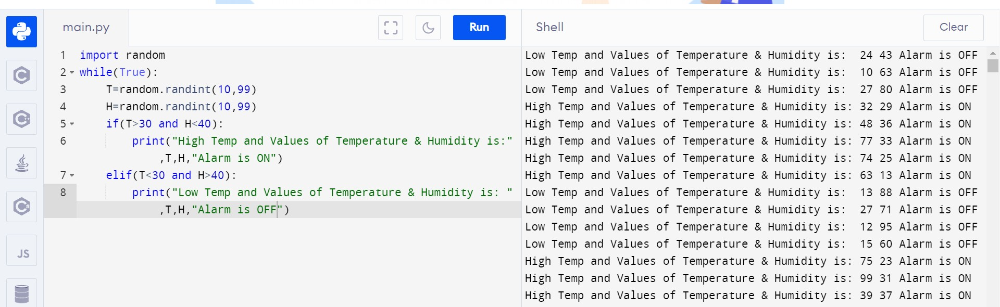 main.py
Run
Shell
Clear
1 import random
2 while(True):
3 T=random.randint(10,99)
4 H=random.randint(10,99)
5 if(T>30 and H<40):
6 print("High Temp and Values of Temperature & Humidity is:"
,T,H,"Alarm is ON")
7 elif(T<30 and H>40):
8 print("Low Temp and Values of Temperature & Humidity is: "
,T,H,"Alarm is OFF")
Low Temp and Values of Temperature & Humidity is:  24 43 Alarm is OFF
Low Temp and Values of Temperature & Humidity is:  10 63 Alarm is OFF
Low Temp and Values of Temperature & Humidity is:  27 80 Alarm is OFF
High Temp and Values of Temperature & Humidity is: 32 29 Alarm is ON
High Temp and Values of Temperature & Humidity is: 48 36 Alarm is ON
High Temp and Values of Temperature & Humidity is: 77 33 Alarm is ON
High Temp and Values of Temperature & Humidity is: 74 25 Alarm is ON
High Temp and Values of Temperature & Humidity is: 63 13 Alarm is ON
Low Temp and Values of Temperature & Humidity is:  13 88 Alarm is OFF
Low Temp and Values of Temperature & Humidity is:  27 71 Alarm is OFF
Low Temp and Values of Temperature & Humidity is:  12 95 Alarm is OFF
Low Temp and Values of Temperature & Humidity is:  15 60 Alarm is OFF
High Temp and Values of Temperature & Humidity is: 75 23 Alarm is ON
High Temp and Values of Temperature & Humidity is: 99 31 Alarm is ON
High Temp and Values of Temperature & Humidity is: 39 37 Alarm is ON
C
C++
C#
JS